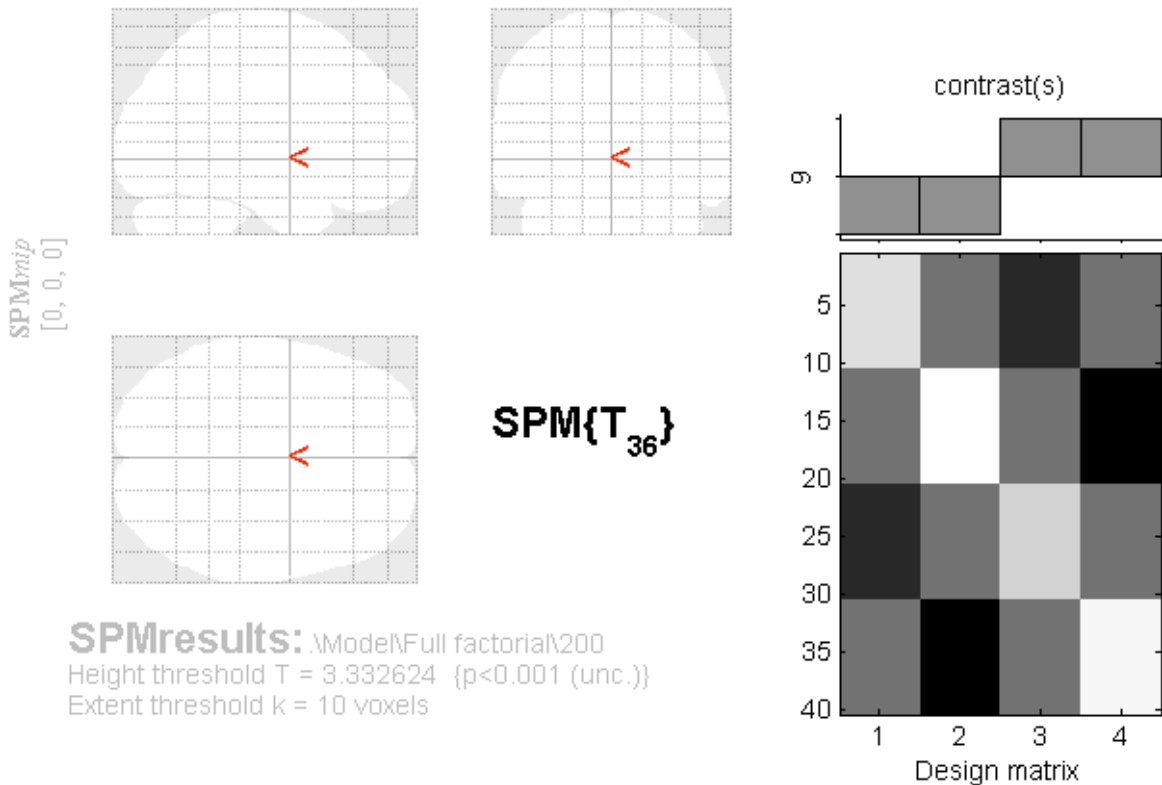 SPMmip
[0, 0, 0]
<
<
<
SPM{T36}
SPMresults: .\Model\Full factorial\200
Height threshold T = 3.332624 {p<0.001 (unc.)}
Extent threshold k = 10 voxels
contrast(s)
9
5
10
15
20
25
30
35
40
1 2 3 4
Design matrix